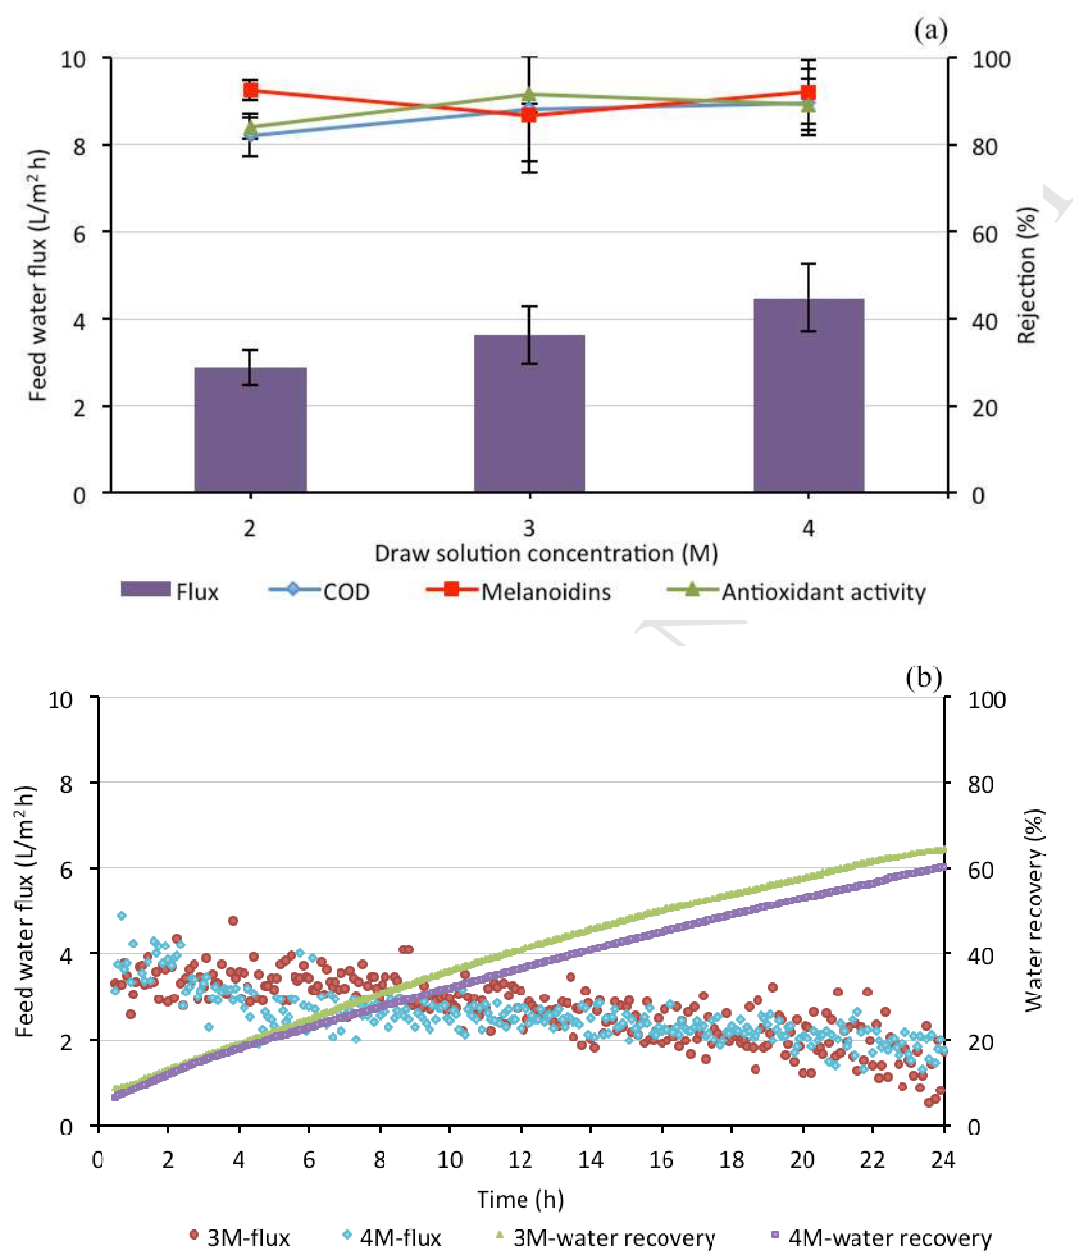 (a)
10
8
6
4
2
0
Feed water flux (L/m² h)
100
80
60
40
20
0
Rejection (%)
2 3 4
Draw solution concentration (M)
Flux COD Melanoidins Antioxidant activity
(b)
10
8
6
4
2
0
Feed water flux (L/m² h)
100
80
60
40
20
0
Water recovery (%)
0 2 4 6 8 10 12 14 16 18 20 22 24
Time (h)
3M-flux 4M-flux 3M-water recovery 4M-water recovery